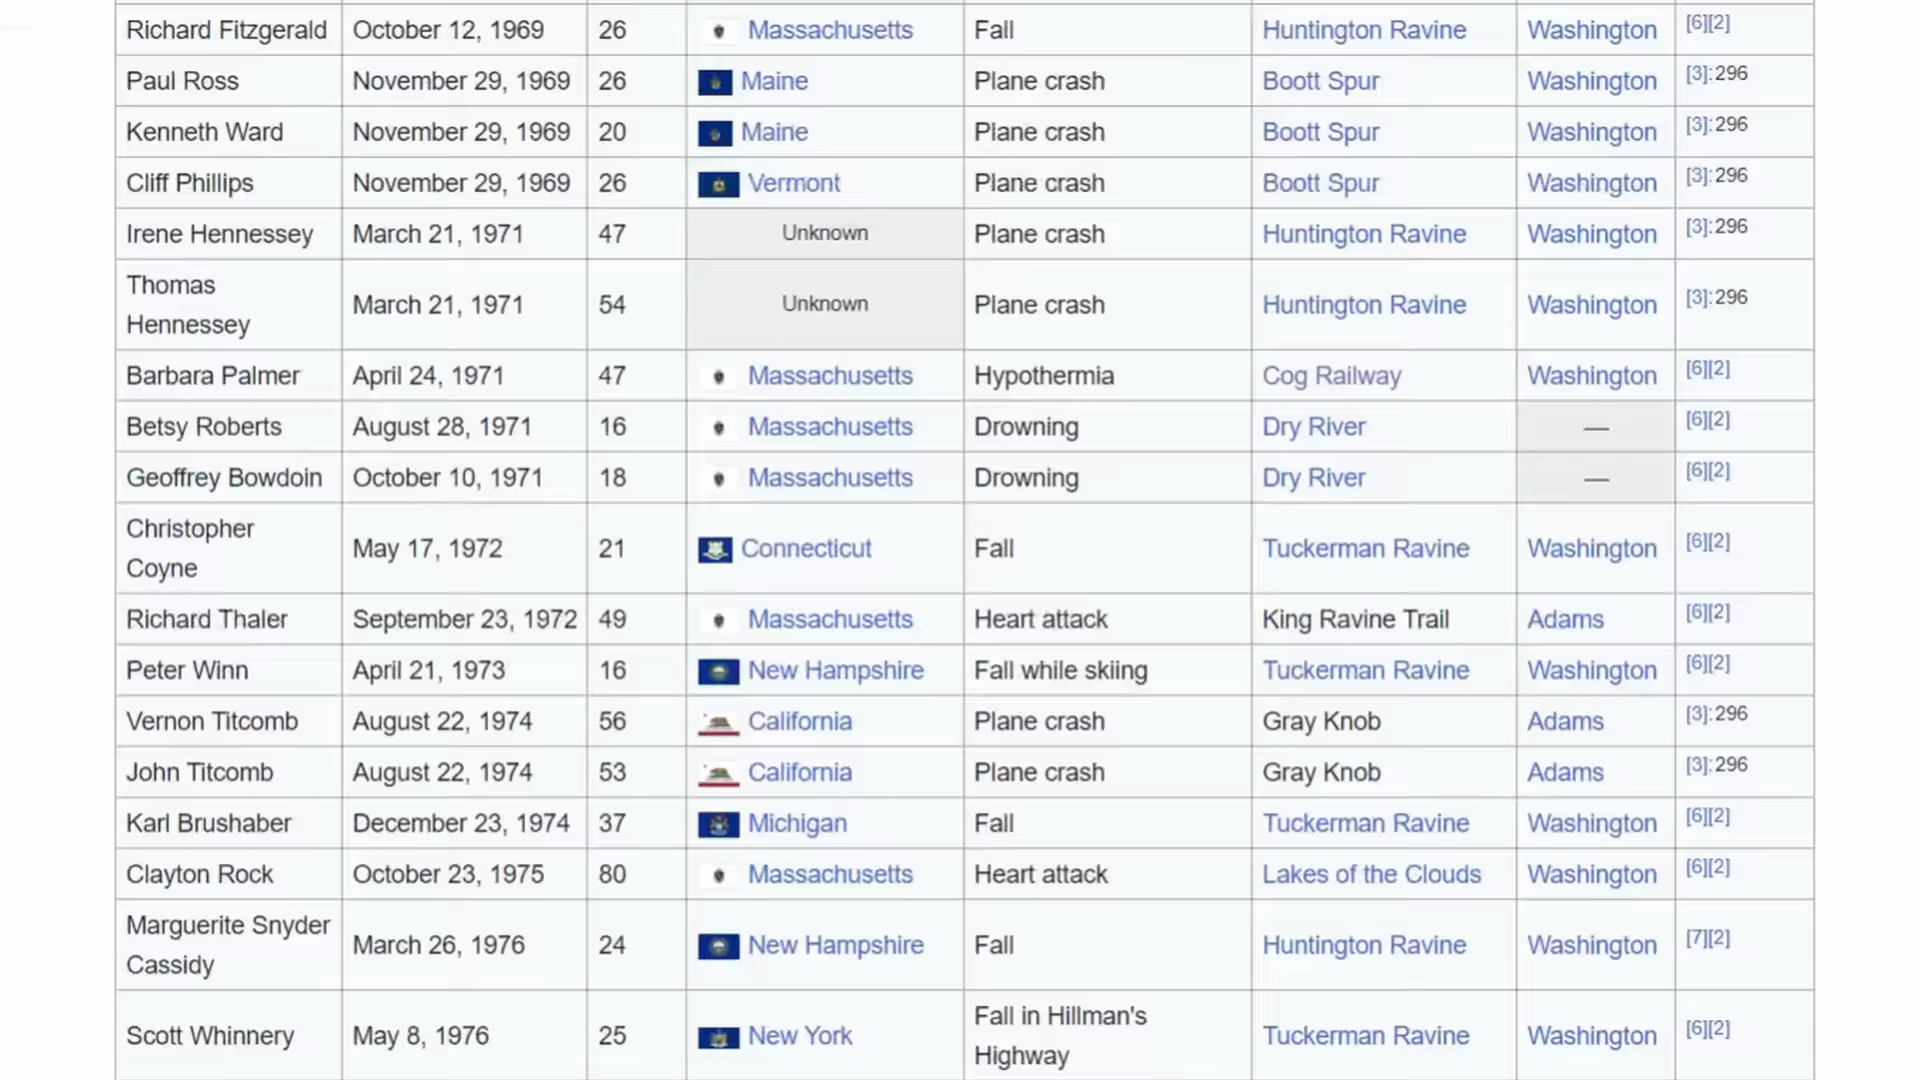 Richard Fitzgerald October 12, 1969 26 Massachusetts Fall Huntington Ravine Washington [6][2]
Paul Ross November 29, 1969 26 Maine Plane crash Boott Spur Washington [3]:296
Kenneth Ward November 29, 1969 20 Maine Plane crash Boott Spur Washington [3]:296
Cliff Phillips November 29, 1969 26 Vermont Plane crash Boott Spur Washington [3]:296
Irene Hennessey March 21, 1971 47 Unknown Plane crash Huntington Ravine Washington [3]:296
Thomas
Hennessey March 21, 1971 54 Unknown Plane crash Huntington Ravine Washington [3]:296
Barbara Palmer April 24, 1971 47 Massachusetts Hypothermia Cog Railway Washington [6][2]
Betsy Roberts August 28, 1971 16 Massachusetts Drowning Dry River — [6][2]
Geoffrey Bowdoin October 10, 1971 18 Massachusetts Drowning Dry River — [6][2]
Christopher
Coyne May 17, 1972 21 Connecticut Fall Tuckerman Ravine Washington [6][2]
Richard Thaler September 23, 1972 49 Massachusetts Heart attack King Ravine Trail Adams [6][2]
Peter Winn April 21, 1973 16 New Hampshire Fall while skiing Tuckerman Ravine Washington [6][2]
Vernon Titcomb August 22, 1974 56 California Plane crash Gray Knob Adams [3]:296
John Titcomb August 22, 1974 53 California Plane crash Gray Knob Adams [3]:296
Karl Brushaber December 23, 1974 37 Michigan Fall Tuckerman Ravine Washington [6][2]
Clayton Rock October 23, 1975 80 Massachusetts Heart attack Lakes of the Clouds Washington [6][2]
Marguerite Snyder
Cassidy March 26, 1976 24 New Hampshire Fall Huntington Ravine Washington [7][2]
Scott Whinnery May 8, 1976 25 New York Fall in Hillman's
Highway Tuckerman Ravine Washington [6][2]